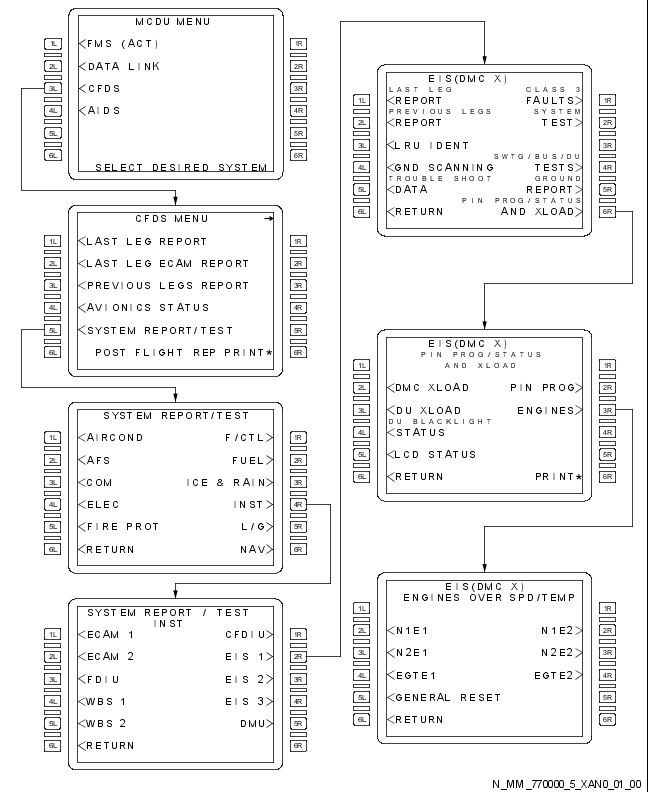 MCDU MENU
1L <FMS (ACT) 1R
2L <DATA LINK 2R
3L <CFDS 3R
4L <AIDS 4R
5L 5R
6L 6R
SELECT DESIRED SYSTEM
CFDS MENU →
1L <LAST LEG REPORT 1R
2L <LAST LEG ECAM REPORT 2R
3L <PREVIOUS LEGS REPORT 3R
4L <AVIONICS STATUS 4R
5L <SYSTEM REPORT/TEST 5R
6L POST FLIGHT REP PRINT* 6R
SYSTEM REPORT/TEST
1L <AIRCOND F/CTL> 1R
2L <AFS FUEL> 2R
3L <COM ICE & RAIN> 3R
4L <ELEC INST> 4R
5L <FIRE PROT L/G> 5R
6L <RETURN NAV> 6R
SYSTEM REPORT / TEST
INST
1L <ECAM 1 CFDIU> 1R
2L <ECAM 2 EIS 1> 2R
3L <FDIU EIS 2> 3R
4L <WBS 1 EIS 3> 4R
5L <WBS 2 DMU> 5R
6L <RETURN 6R
EIS(DMC X)
LAST LEG CLASS 3
1L <REPORT FAULTS> 1R
PREVIOUS LEGS SYSTEM
2L <REPORT TEST> 2R
3L <LRU IDENT 3R
SWTG/BUS/DU
4L <GND SCANNING TESTS> 4R
TROUBLE SHOOT GROUND
5L <DATA REPORT> 5R
PIN PROG/STATUS
6L <RETURN AND XLOAD> 6R
EIS(DMC X)
PIN PROG/STATUS
1L AND XLOAD 1R
2L <DMC XLOAD PIN PROG> 2R
3L <DU XLOAD ENGINES> 3R
DU BLACKLIGHT
4L <STATUS 4R
5L <LCD STATUS 5R
6L <RETURN PRINT* 6R
EIS(DMC X)
ENGINES OVER SPD/TEMP
1L 1R
2L <N1E1 N1E2> 2R
3L <N2E1 N2E2> 3R
4L <EGTE1 EGTE2> 4R
5L <GENERAL RESET 5R
6L <RETURN 6R
N_MM_770000_5_XAN0_01_00